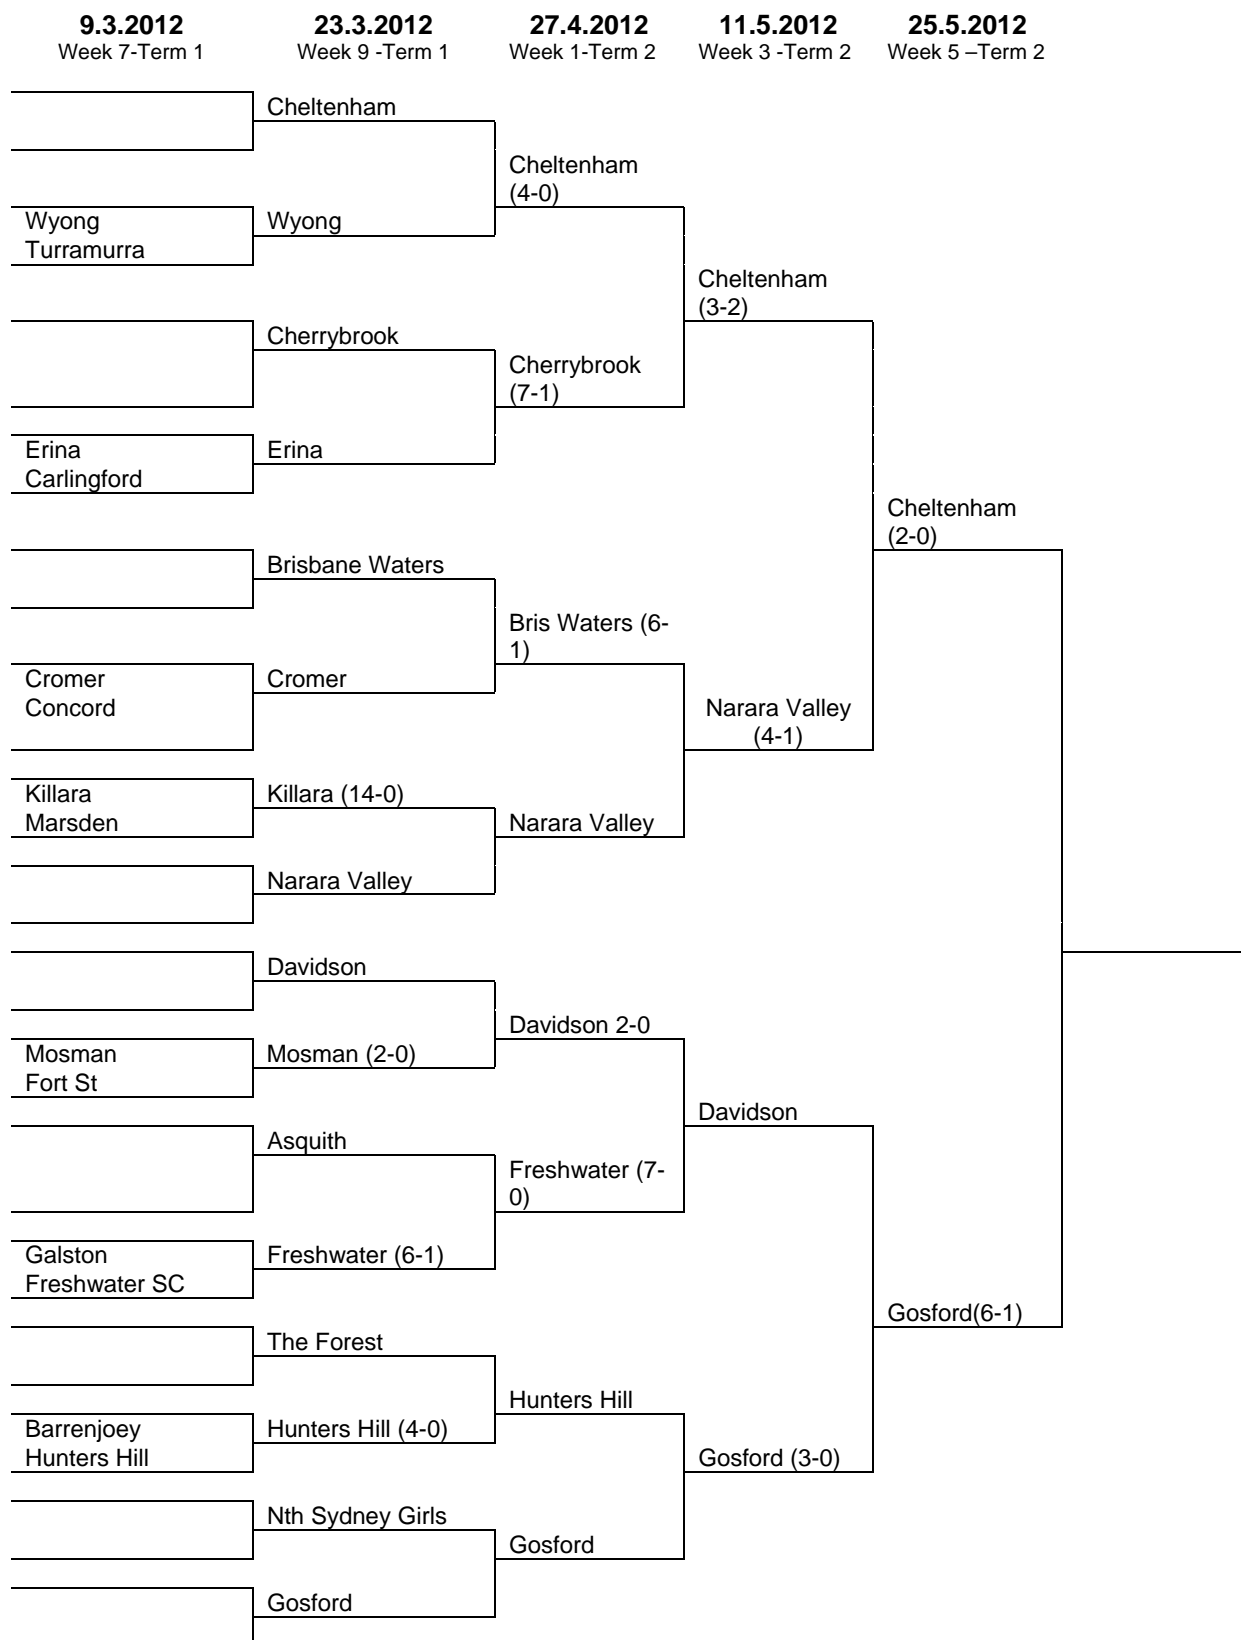 9.3.2012
Week 7-Term 1
23.3.2012
Week 9 -Term 1
27.4.2012
Week 1-Term 2
11.5.2012
Week 3 -Term 2
25.5.2012
Week 5 –Term 2
Cheltenham
Cheltenham
(4-0)
Wyong
Turramurra
Wyong
Cheltenham
(3-2)
Cherrybrook
Cherrybrook
(7-1)
Erina
Carlingford
Erina
Cheltenham
(2-0)
Brisbane Waters
Bris Waters (6-
1)
Cromer
Concord
Cromer
Narara Valley
(4-1)
Killara
Marsden
Killara (14-0)
Narara Valley
Narara Valley
Davidson
Davidson 2-0
Mosman
Fort St
Mosman (2-0)
Davidson
Asquith
Freshwater (7-
0)
Galston
Freshwater SC
Freshwater (6-1)
Gosford(6-1)
The Forest
Hunters Hill
Barrenjoey
Hunters Hill
Hunters Hill (4-0)
Gosford (3-0)
Nth Sydney Girls
Gosford
Gosford